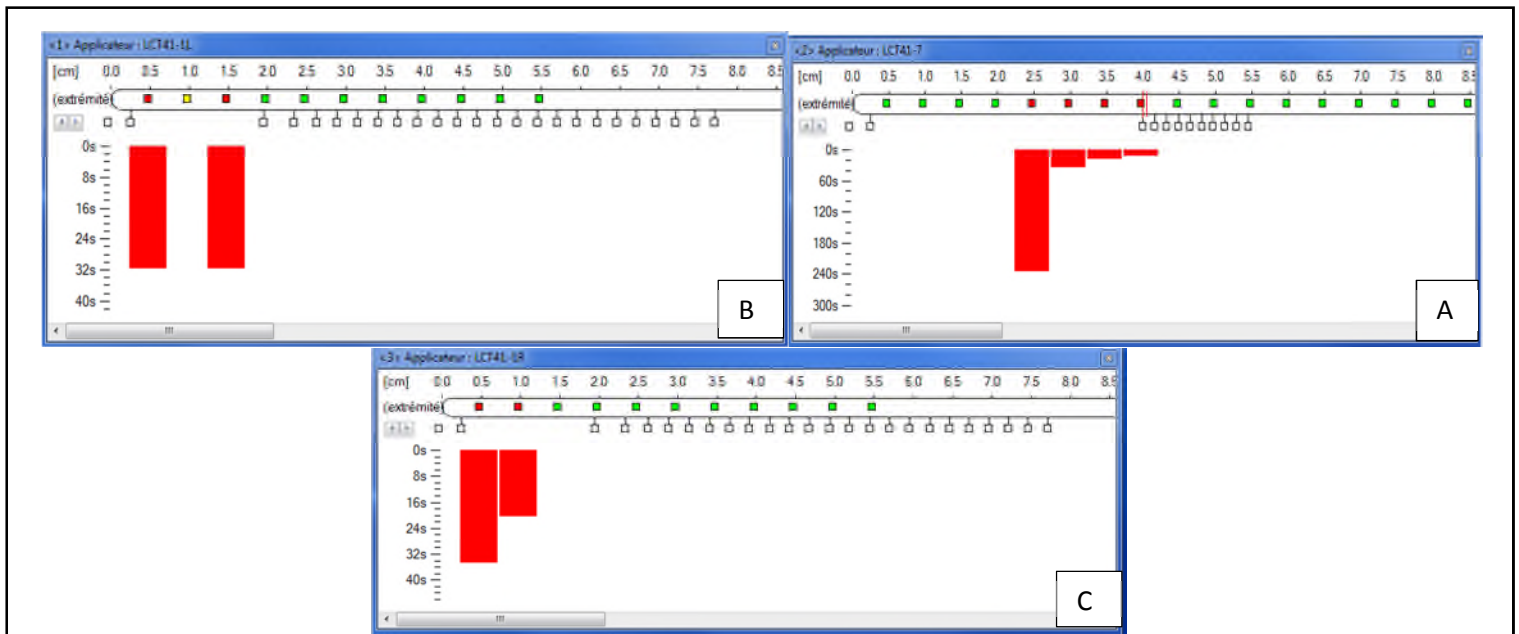 <1> Applicateur : LCT41-1L
[cm] 0.0 0.5 1.0 1.5 2.0 2.5 3.0 3.5 4.0 4.5 5.0 5.5 6.0 6.5 7.0 7.5 8.0 8.5
(extrémité)
0s
8s
16s
24s
32s
40s
B
<2> Applicateur : LCT41-7
[cm] 0.0 0.5 1.0 1.5 2.0 2.5 3.0 3.5 4.0 4.5 5.0 5.5 6.0 6.5 7.0 7.5 8.0 8.5
(extrémité)
0s
60s
120s
180s
240s
300s
A
<3> Applicateur : LCT41-1R
[cm] 0.0 0.5 1.0 1.5 2.0 2.5 3.0 3.5 4.0 4.5 5.0 5.5 6.0 6.5 7.0 7.5 8.0 8.5
(extrémité)
0s
8s
16s
24s
32s
40s
C